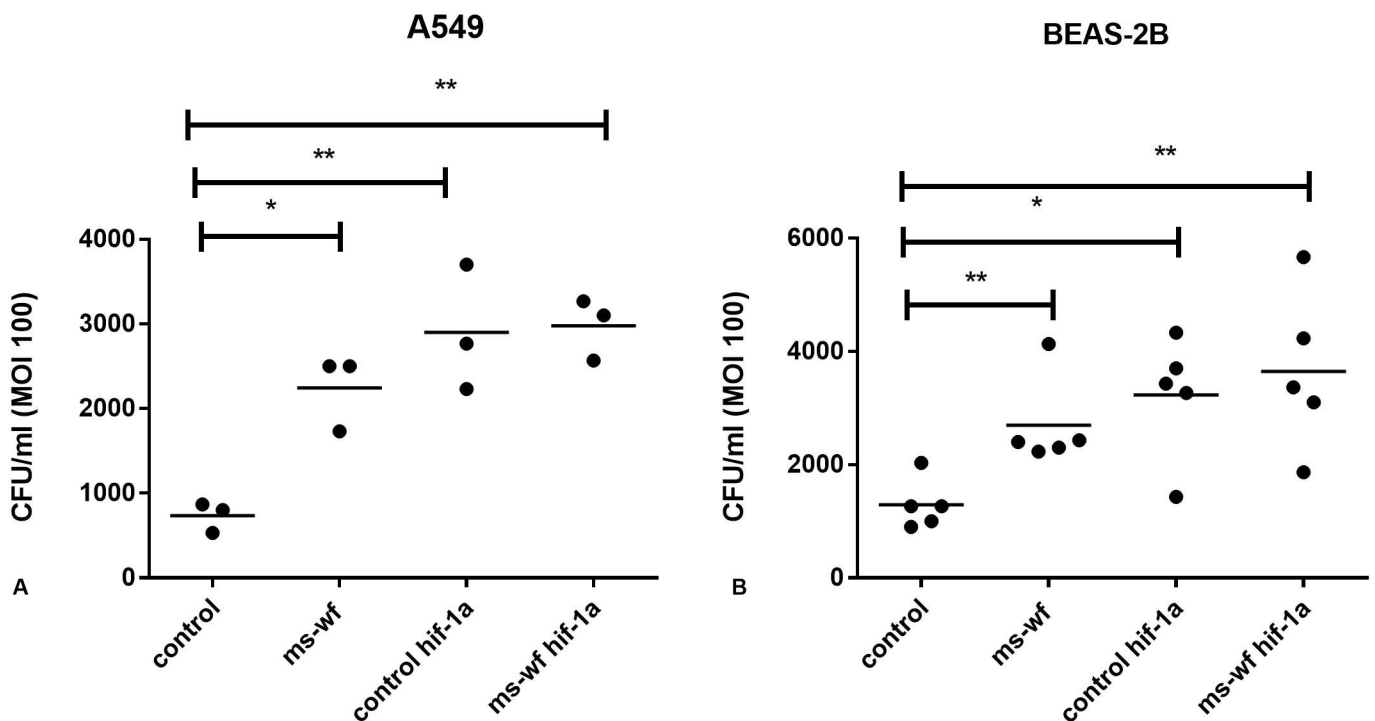 A549
**
**
*
4000
3000
2000
1000
0
CFU/ml (MOI 100)
control
ms-wf
control hif-1a
ms-wf hif-1a
A
BEAS-2B
**
*
**
6000
4000
2000
0
CFU/ml (MOI 100)
control
ms-wf
control hif-1a
ms-wf hif-1a
B